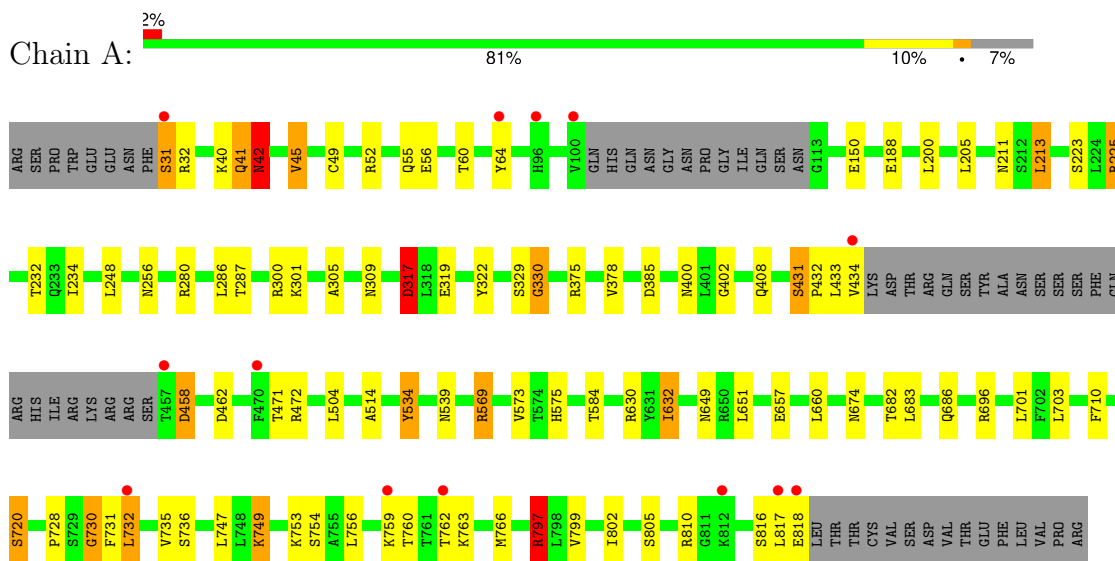 2%
Chain A:
81% 10% • 7%
ARG SER PRO TRP GLU GLU ASN PHE S31 R32 K40 Q41 N42 V45 C49 R52 Q55 E56 T60 Y64 H96 V100 GLN HIS GLN ASN GLY ASN PRO GLY ILE GLN SER ASN G113 E150 E188 L200 L205 N211 S212 L213 S223 L224
T232 Q233 I234 L248 N256 R280 L286 T287 R300 K301 A305 N309 D317 L318 E319 Y322 S329 G330 R375 V378 D385 N400 L401 G402 Q408 S431 P432 L433 V434 LYS ASP THR ARG GLN SER TYR ALA ASN SER SER SER PHE GLN
ARG HIS ILE ARG LYS ARG ARG SER T457 D458 D462 F470 T471 R472 L504 A514 Y534 N539 R569 V573 T574 H575 T584 R630 Y631 I632 N649 R650 L651 E657 L660 N674 T682 L683 Q686 R696 L701 F702 L703 F710
S720 P728 S729 G730 F731 L732 V735 S736 L747 L748 K749 K753 S754 A755 L756 K759 T760 T761 T762 K763 M766 R797 L798 V799 I802 S805 R810 G811 K812 S816 L817 E818 LEU THR THR CYS VAL SER ASP VAL THR GLU PHE LEU VAL PRO ARG